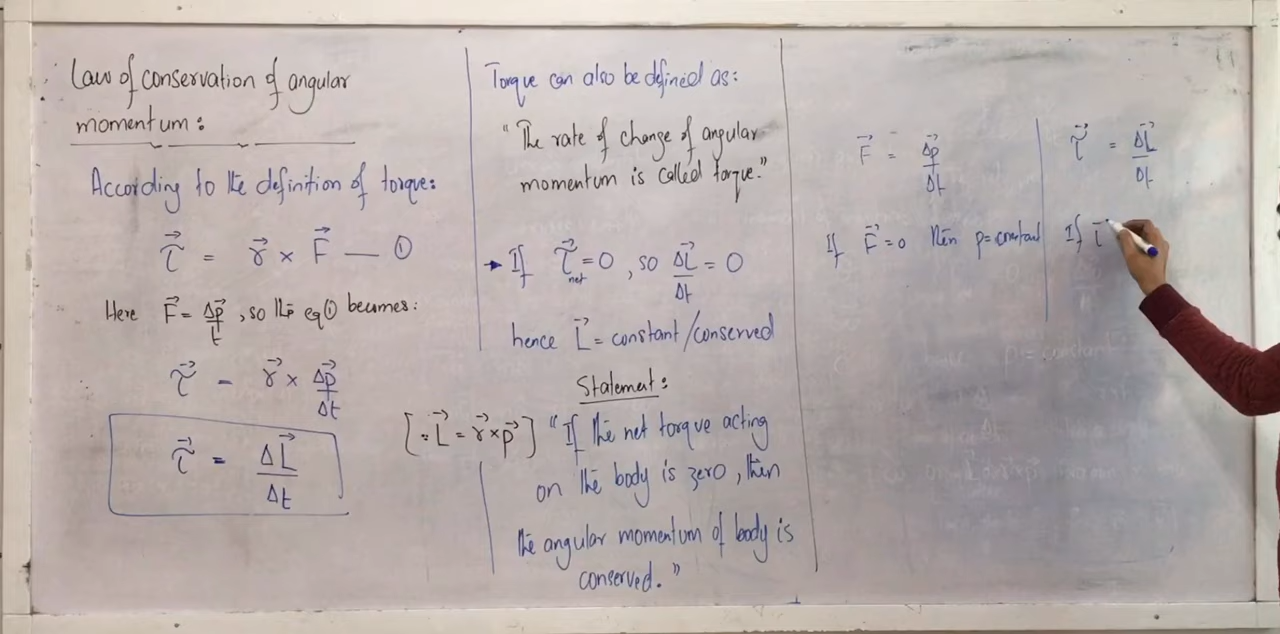 Law of conservation of angular
momentum:
According to the definition of torque:
τ⃗ = r⃗ × F⃗ — ①
Here F⃗ = Δp⃗/t, so the eq① becomes:
τ⃗ = r⃗ × Δp⃗/Δt
τ⃗ = ΔL⃗/Δt
[∵ L⃗ = r⃗ × p⃗]
Torque can also be defined as:
"The rate of change of angular
momentum is called torque."
→ If τ⃗net = 0, so ΔL⃗/Δt = 0
hence L⃗ = constant/conserved
Statement:
"If the net torque acting
on the body is zero, then
the angular momentum of body is
conserved."
F⃗ = Δp⃗/Δt
If F⃗ = 0 then p = constant
τ⃗ = ΔL⃗/Δt
If τ